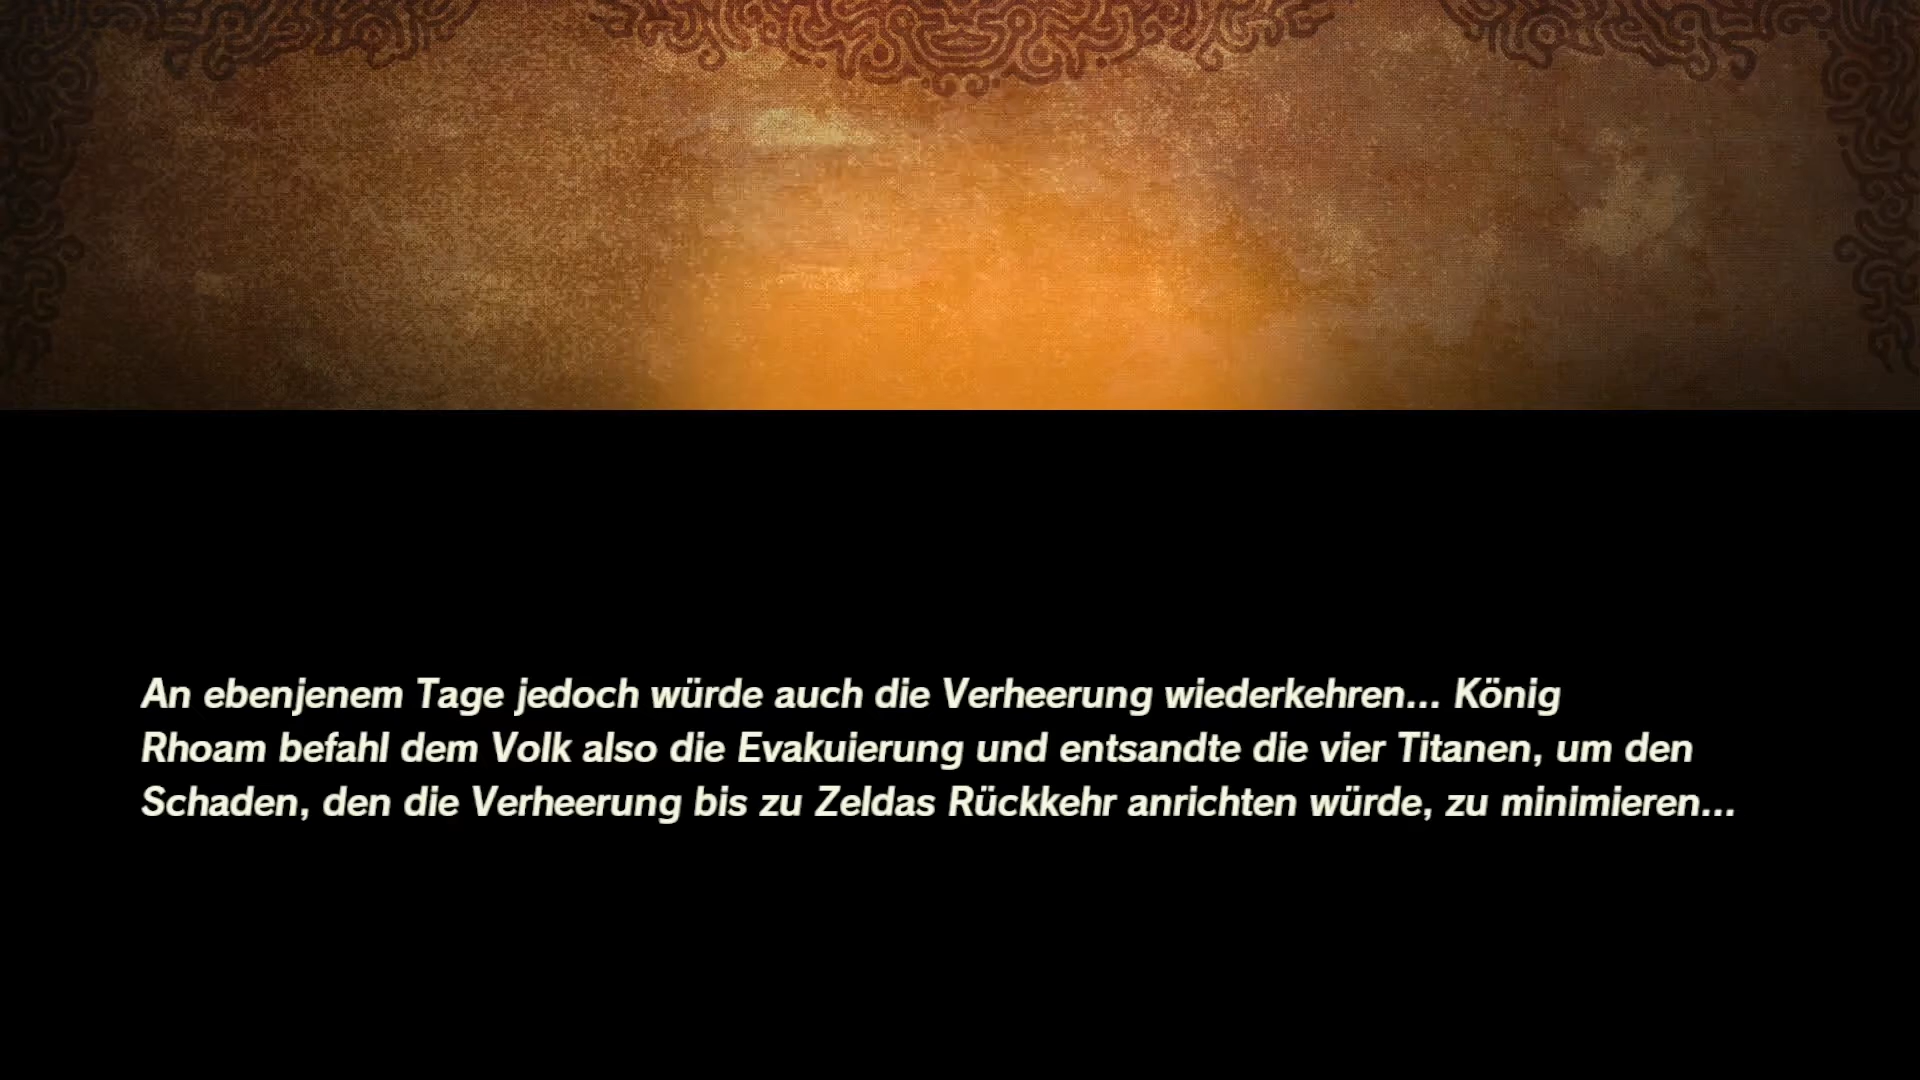 An ebenjenem Tage jedoch würde auch die Verheerung wiederkehren... König
Rhoam befahl dem Volk also die Evakuierung und entsandte die vier Titanen, um den
Schaden, den die Verheerung bis zu Zeldas Rückkehr anrichten würde, zu minimieren...